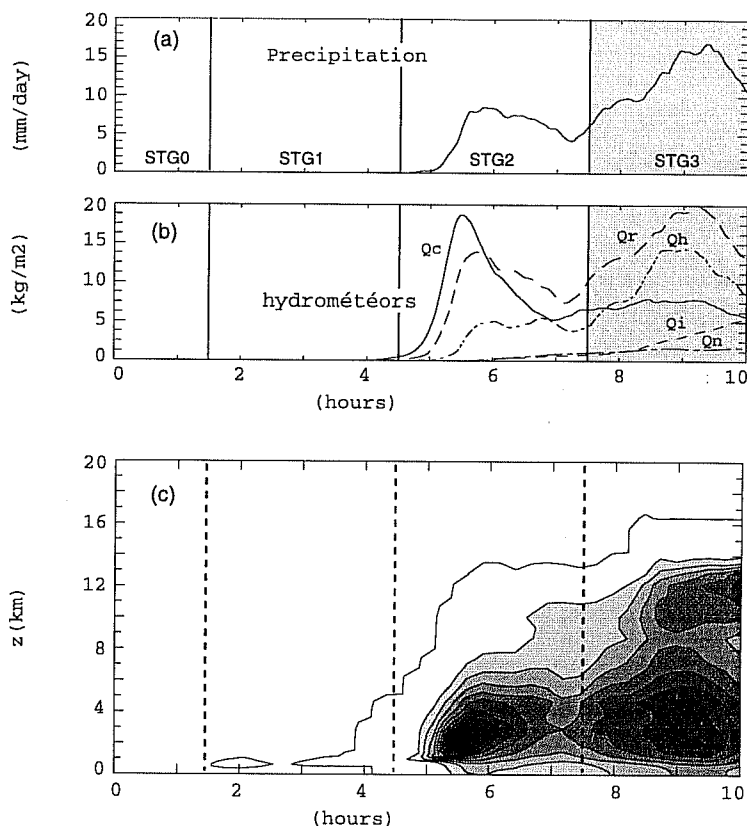 (a)
Precipitation
(mm/day)
20
15
10
5
0
STG0
STG1
STG2
STG3
(b)
(kg/m2)
20
15
10
5
0
Qc
Qr
Qh
Qi
Qn
hydrométéors
0
2
4
6
8
10
(hours)
(c)
z(km)
20
16
12
8
4
0
0
2
4
6
8
10
(hours)